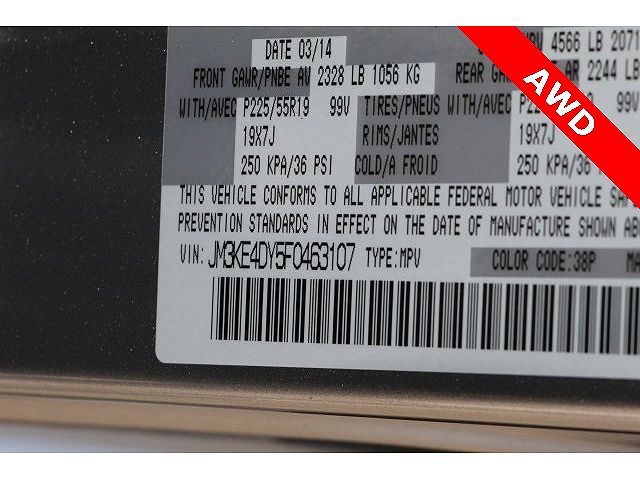 DATE 03/14 4566 LB 2071
FRONT GAWR/PNBE AV 2328 LB 1056 KG REAR AR 2244 LB
WITH/AVEC P225/55R19 99V TIRES/PNEUS WITH/AVEC 99V
19X7J RIMS/JANTES 19X7J
250 KPA/36 PSI COLD/A FROID 250 KPA/36
THIS VEHICLE CONFORMS TO ALL APPLICABLE FEDERAL MOTOR VEHICLE
PREVENTION STANDARDS IN EFFECT ON THE DATE OF MANUFACTURE SHOWN
VIN: JM3KE4DY5F0463107 TYPE:MPV COLOR CODE:38P
AWD